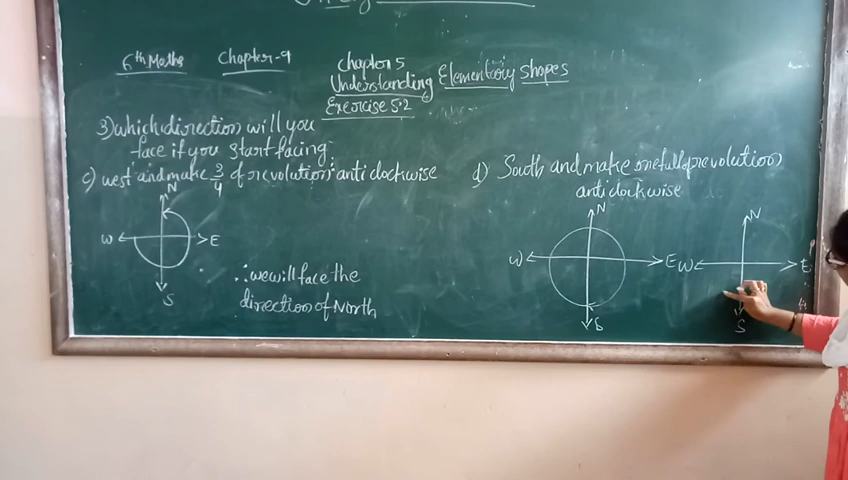 6th Maths
Chapter-9
Chapter 5
Understanding Elementary Shapes
Exercise 5.2
3) which direction will you
face if you start facing
c) west and make 3/4 of revolution anti clockwise
N
W
E
S
∴ we will face the
direction of North
d) South and make one full of revolution
anti clockwise
N
W
E
S
N
W
E
S